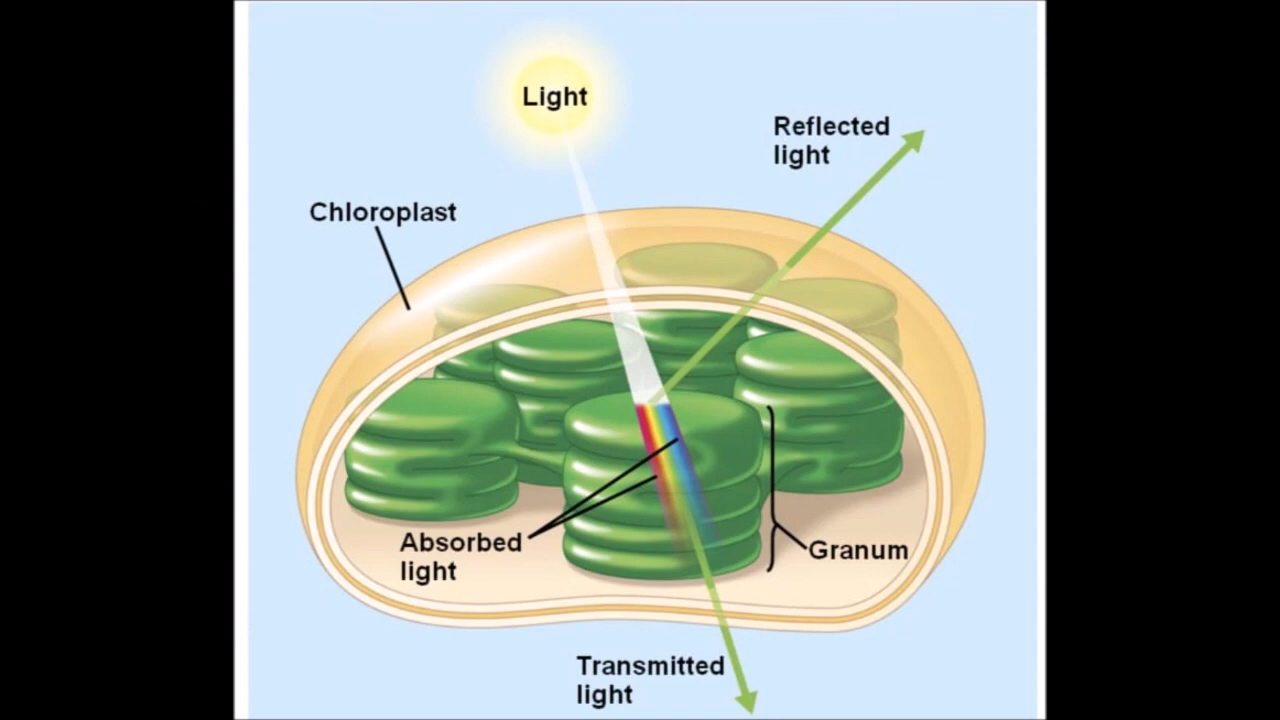 Light
Reflected
light
Chloroplast
Absorbed
light
Granum
Transmitted
light